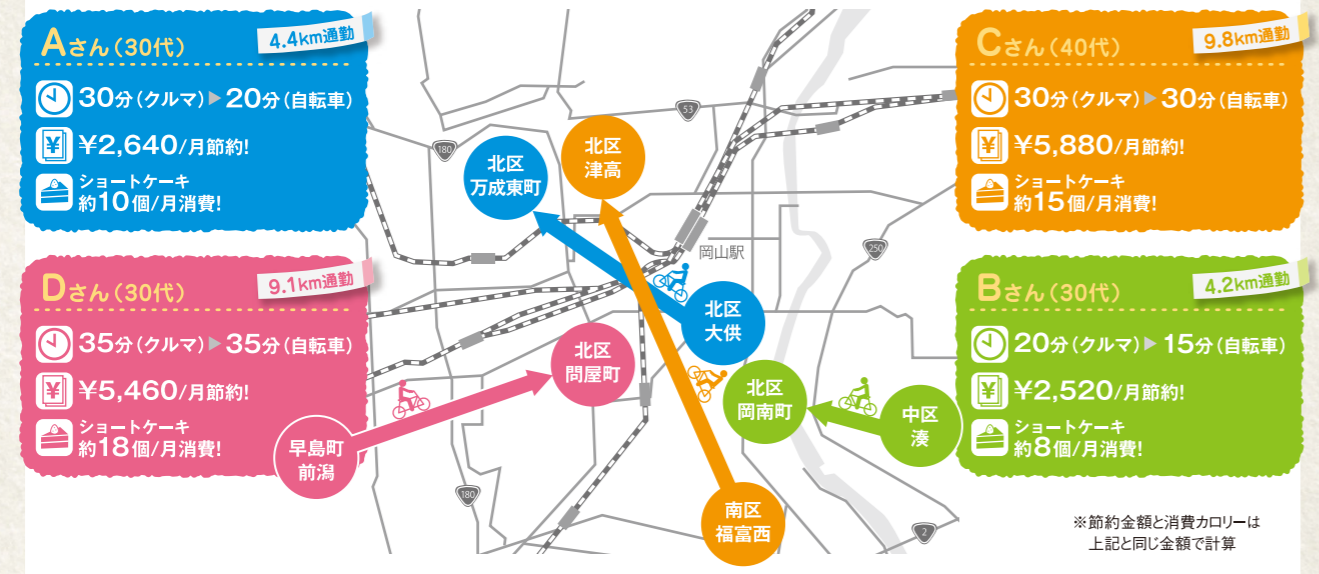 Aさん(30代)
4.4km通勤
30分(クルマ)▶20分(自転車)
¥2,640/月節約!
ショートケーキ
約10個/月消費!
Dさん(30代)
9.1km通勤
35分(クルマ)▶35分(自転車)
¥5,460/月節約!
ショートケーキ
約18個/月消費!
53
180
北区
万成東町
北区
津高
岡山駅
250
北区
大供
北区
問屋町
北区
岡南町
中区
湊
早島町
前潟
180
南区
福富西
2
Cさん(40代)
9.8km通勤
30分(クルマ)▶30分(自転車)
¥5,880/月節約!
ショートケーキ
約15個/月消費!
Bさん(30代)
4.2km通勤
20分(クルマ)▶15分(自転車)
¥2,520/月節約!
ショートケーキ
約8個/月消費!
※節約金額と消費カロリーは
上記と同じ金額で計算